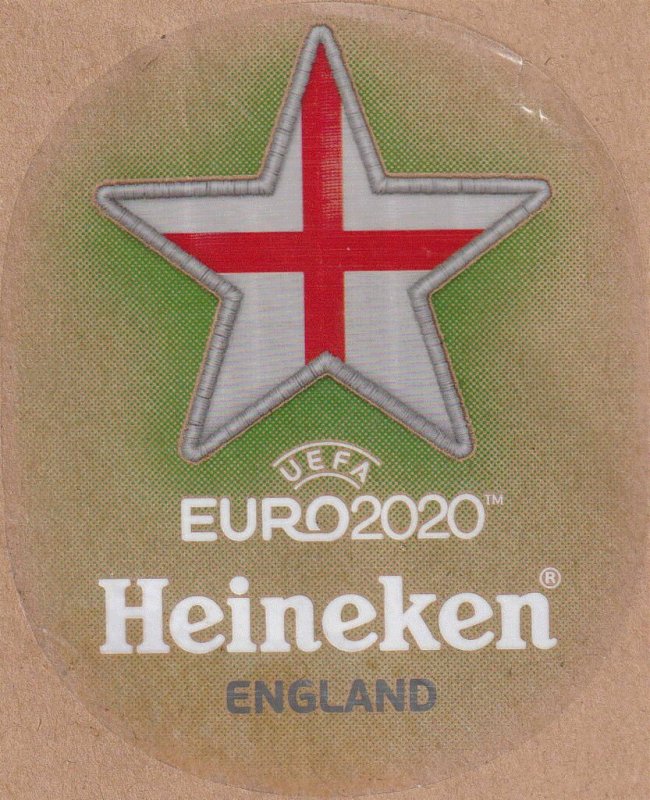 UEFA
EURO2020™
Heineken®
ENGLAND